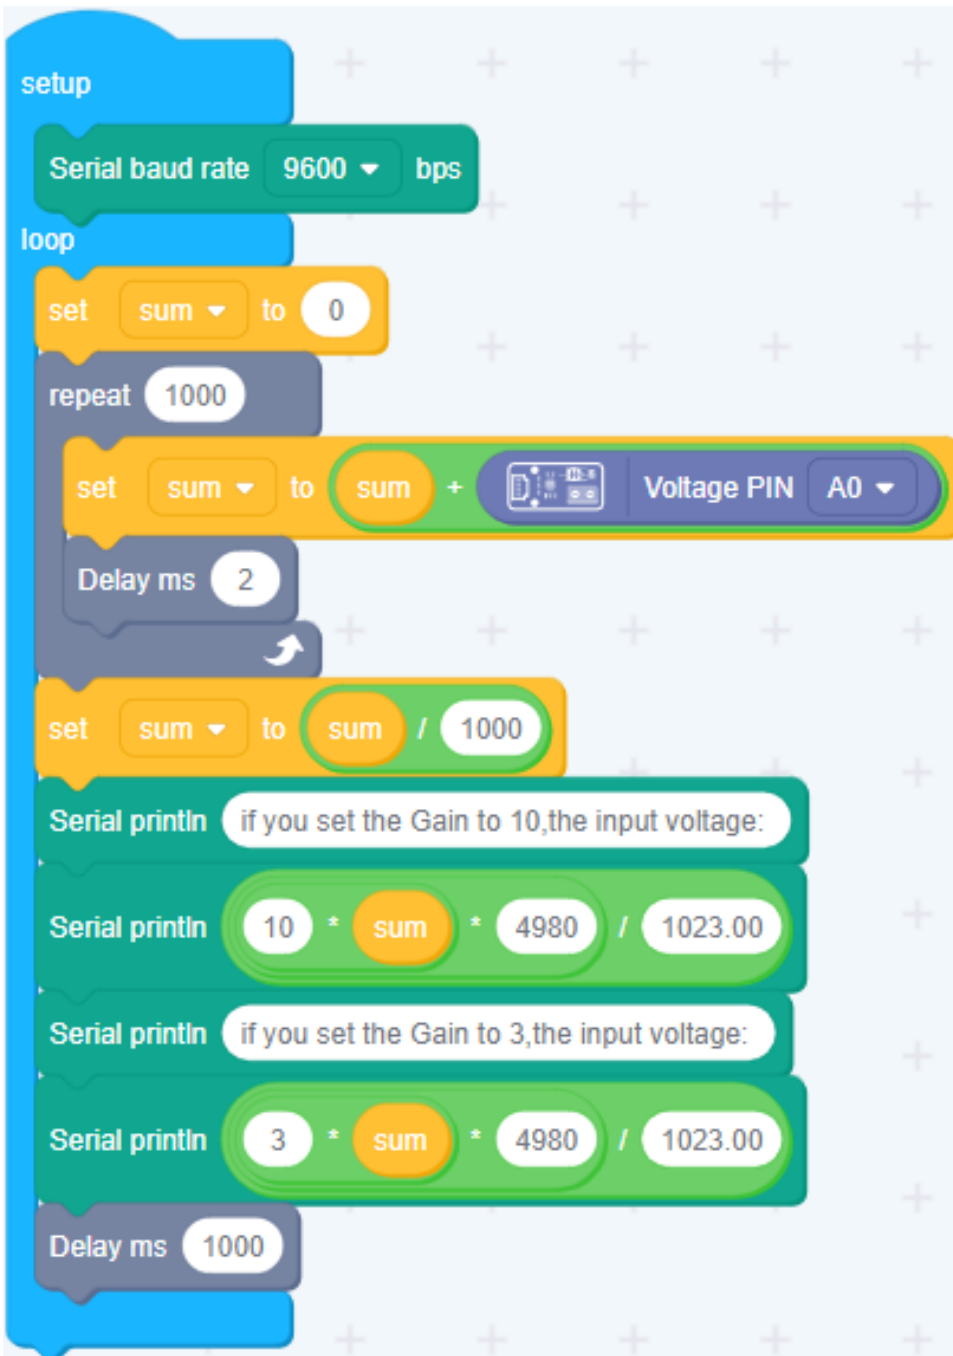 setup
Serial baud rate 9600 bps
loop
set sum to 0
repeat 1000
set sum to sum + Voltage PIN A0
Delay ms 2
set sum to sum / 1000
Serial println if you set the Gain to 10,the input voltage:
Serial println 10 * sum * 4980 / 1023.00
Serial println if you set the Gain to 3,the input voltage:
Serial println 3 * sum * 4980 / 1023.00
Delay ms 1000